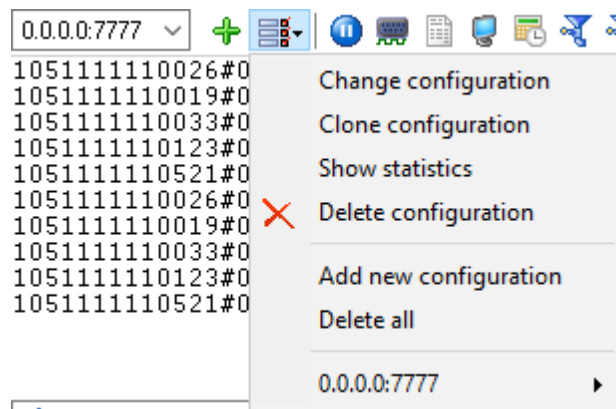 0.0.0.0:7777
1051111110026#0
1051111110019#0
1051111110033#0
1051111110123#0
1051111110521#0
1051111110026#0
1051111110019#0
1051111110033#0
1051111110123#0
1051111110521#0
Change configuration
Clone configuration
Show statistics
Delete configuration
Add new configuration
Delete all
0.0.0.0:7777